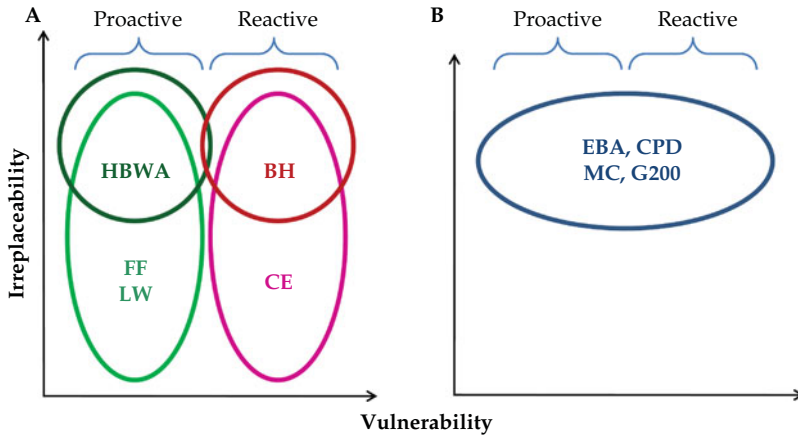 A
Proactive
Reactive
HBWA
BH
FF
LW
CE
Irreplaceability
B
Proactive
Reactive
EBA, CPD
MC, G200
Vulnerability